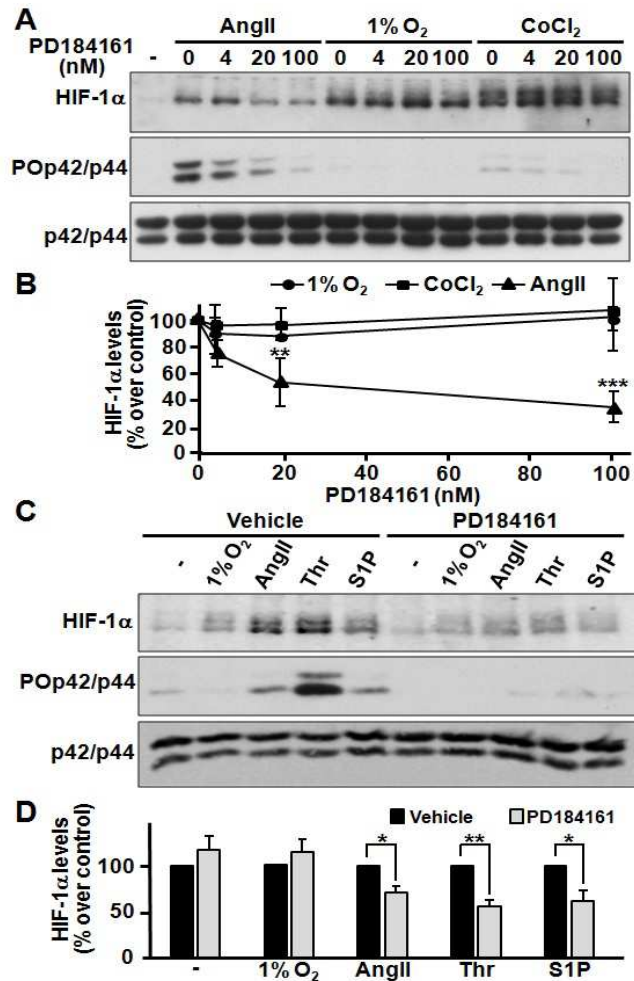 A
AngII 1% O₂ CoCl₂
PD184161
(nM)
- 0 4 20 100 0 4 20 100 0 4 20 100
HIF-1α
POp42/p44
p42/p44
B
1% O₂ CoCl₂ AngII
HIF-1α levels
(% over control)
100
80
60
40
20
0
**
***
0 20 40 60 80 100
PD184161 (nM)
C
Vehicle PD184161
- 1% O₂ AngII Thr S1P - 1% O₂ AngII Thr S1P
HIF-1α
POp42/p44
p42/p44
D
Vehicle PD184161
HIF-1α levels
(% over control)
100
50
0
* ** *
- 1% O₂ AngII Thr S1P